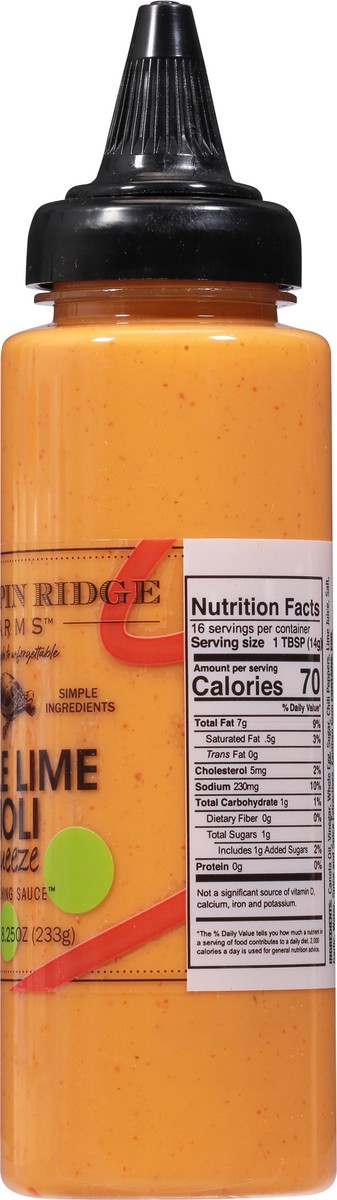 PIN RIDGE
ARMS™
to unforgettable
SIMPLE
INGREDIENTS
E LIME
OLI
ueeze
HING SAUCE™
8.25OZ (233g)
Nutrition Facts
16 servings per container
Serving size 1 TBSP (14g)
Amount per serving
Calories 70
% Daily Value*
Total Fat 7g 9%
Saturated Fat .5g 3%
Trans Fat 0g
Cholesterol 5mg 2%
Sodium 230mg 10%
Total Carbohydrate 1g 1%
Dietary Fiber 0g 0%
Total Sugars 1g
Includes 1g Added Sugars 2%
Protein 0g 0%
Not a significant source of vitamin D,
calcium, iron and potassium.
*The % Daily Value tells you how much a nutrient in
a serving of food contributes to a daily diet. 2,000
calories a day is used for general nutrition advice.
INGREDIENTS: Canola Oil, Vinegar, Whole Egg, Sugar, Chili Peppers, Lime Juice, Salt,